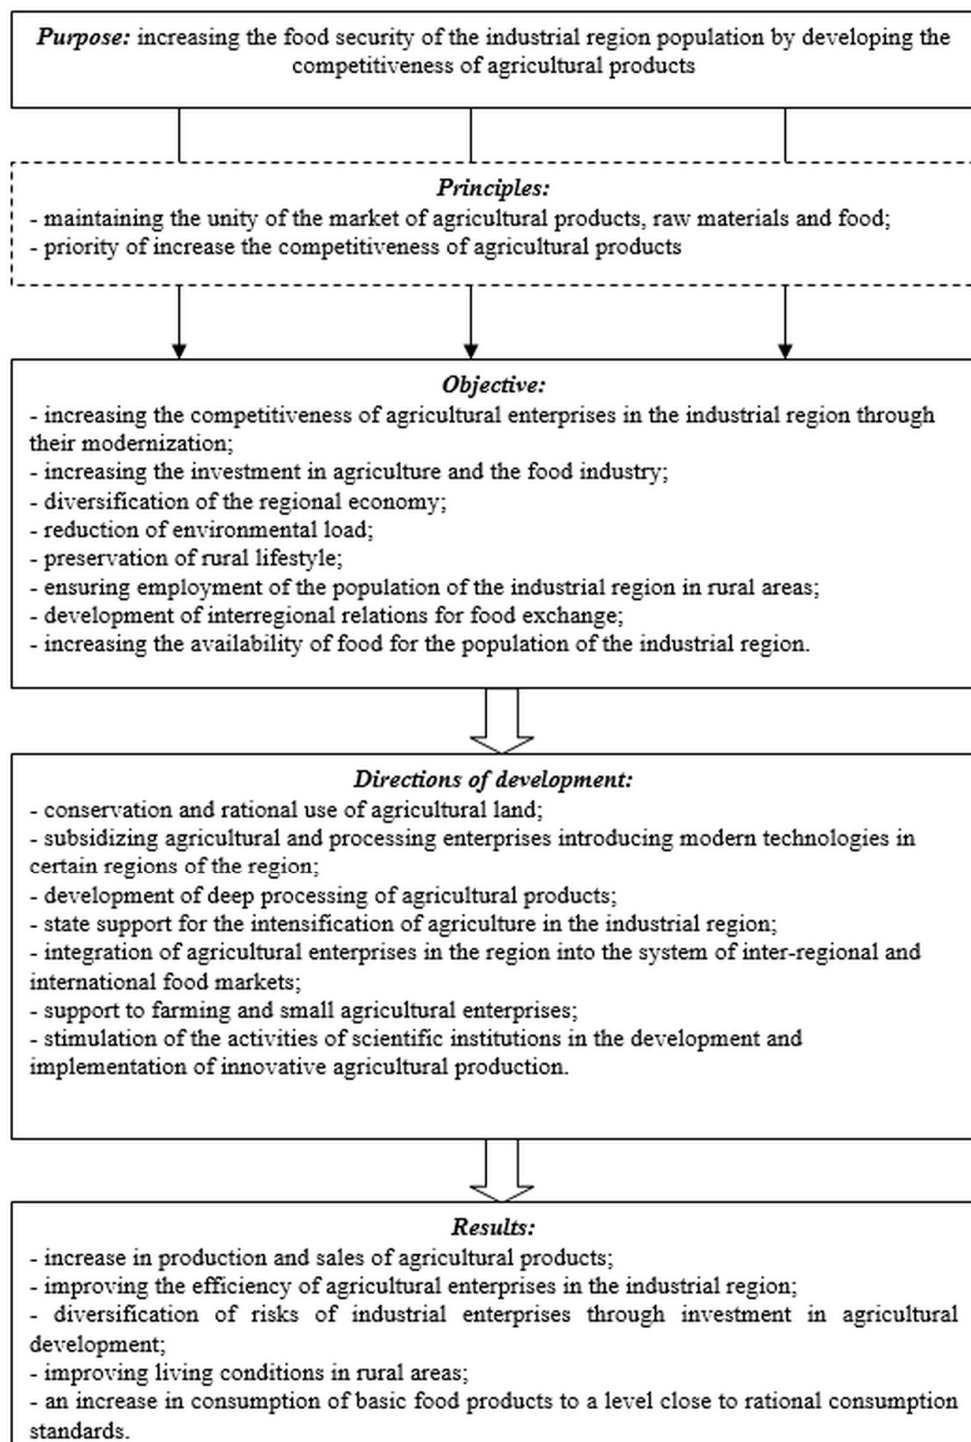 Purpose: increasing the food security of the industrial region population by developing the
competitiveness of agricultural products
Principles:
- maintaining the unity of the market of agricultural products, raw materials and food;
- priority of increase the competitiveness of agricultural products
Objective:
- increasing the competitiveness of agricultural enterprises in the industrial region through
their modernization;
- increasing the investment in agriculture and the food industry;
- diversification of the regional economy;
- reduction of environmental load;
- preservation of rural lifestyle;
- ensuring employment of the population of the industrial region in rural areas;
- development of interregional relations for food exchange;
- increasing the availability of food for the population of the industrial region.
Directions of development:
- conservation and rational use of agricultural land;
- subsidizing agricultural and processing enterprises introducing modern technologies in
certain regions of the region;
- development of deep processing of agricultural products;
- state support for the intensification of agriculture in the industrial region;
- integration of agricultural enterprises in the region into the system of inter-regional and
international food markets;
- support to farming and small agricultural enterprises;
- stimulation of the activities of scientific institutions in the development and
implementation of innovative agricultural production.
Results:
- increase in production and sales of agricultural products;
- improving the efficiency of agricultural enterprises in the industrial region;
- diversification of risks of industrial enterprises through investment in agricultural
development;
- improving living conditions in rural areas;
- an increase in consumption of basic food products to a level close to rational consumption
standards.